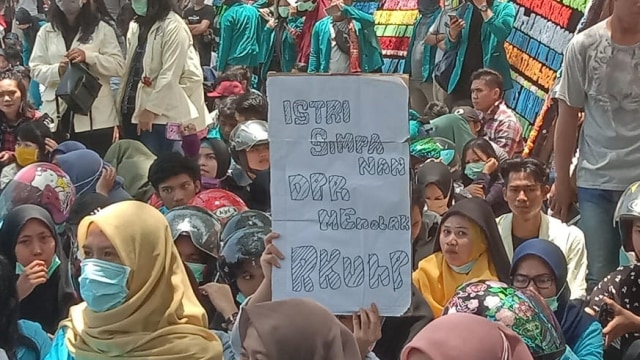 ISTRI
SIMPA
NAN
DPR
MENOLAK
RKUHP